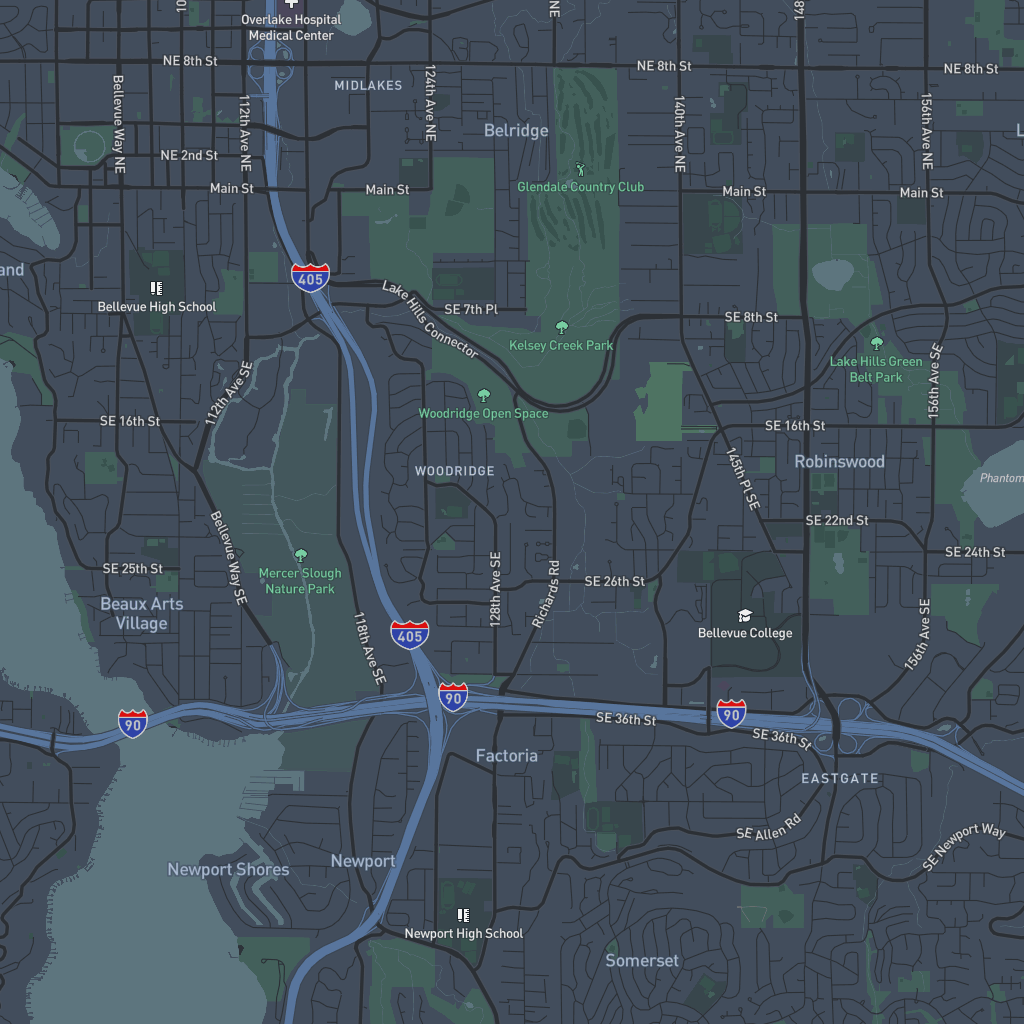 Overlake Hospital
Medical Center
NE 8th St
NE 8th St
NE 8th St
MIDLAKES
Bellevue Way NE
112th Ave NE
124th Ave NE
140th Ave NE
148
156th Ave NE
NE
10
Belridge
NE 2nd St
Main St
Main St
Main St
Main St
Glendale Country Club
and
405
Bellevue High School
Lake Hills Connector
SE 7th Pl
SE 8th St
Kelsey Creek Park
Lake Hills Green
Belt Park
112th Ave SE
156th Ave SE
Woodridge Open Space
SE 16th St
SE 16th St
WOODRIDGE
145th Pl SE
Robinswood
Phantom
Bellevue Way SE
SE 22nd St
SE 24th St
Mercer Slough
Nature Park
SE 25th St
128th Ave SE
Richards Rd
SE 26th St
Beaux Arts
Village
118th Ave SE
405
Bellevue College
156th Ave SE
90
90
90
SE 36th St
SE 36th St
Factoria
EASTGATE
SE Allen Rd
SE Newport Way
Newport Shores
Newport
Newport High School
Somerset